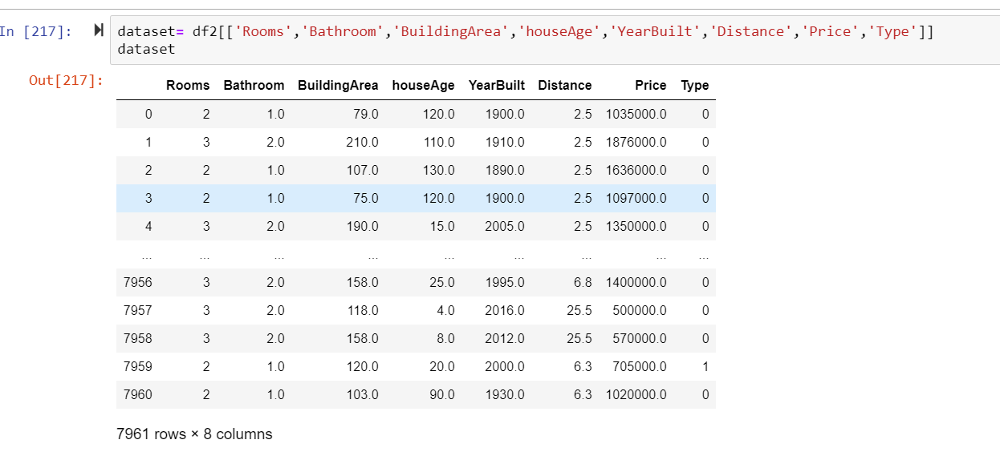 In [217]: dataset= df2[['Rooms','Bathroom','BuildingArea','houseAge','YearBuilt','Distance','Price','Type']]
dataset
Out[217]:
Rooms Bathroom BuildingArea houseAge YearBuilt Distance Price Type
0 2 1.0 79.0 120.0 1900.0 2.5 1035000.0 0
1 3 2.0 210.0 110.0 1910.0 2.5 1876000.0 0
2 2 1.0 107.0 130.0 1890.0 2.5 1636000.0 0
3 2 1.0 75.0 120.0 1900.0 2.5 1097000.0 0
4 3 2.0 190.0 15.0 2005.0 2.5 1350000.0 0
... ... ... ... ... ... ... ... ...
7956 3 2.0 158.0 25.0 1995.0 6.8 1400000.0 0
7957 3 2.0 118.0 4.0 2016.0 25.5 500000.0 0
7958 3 2.0 158.0 8.0 2012.0 25.5 570000.0 0
7959 2 1.0 120.0 20.0 2000.0 6.3 705000.0 1
7960 2 1.0 103.0 90.0 1930.0 6.3 1020000.0 0
7961 rows × 8 columns